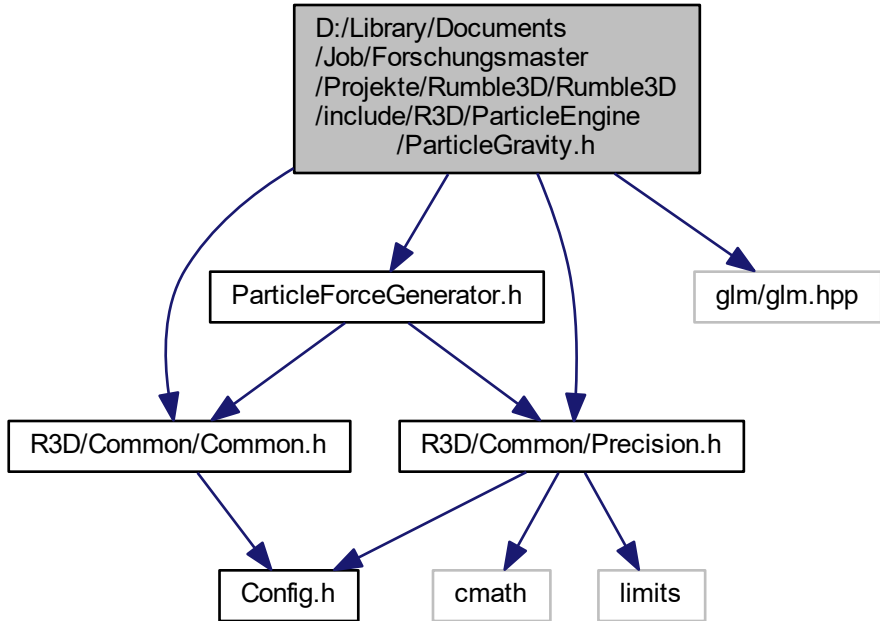 D:/Library/Documents
/Job/Forschungsmaster
/Projekte/Rumble3D/Rumble3D
/include/R3D/ParticleEngine
/ParticleGravity.h
ParticleForceGenerator.h
glm/glm.hpp
R3D/Common/Common.h
R3D/Common/Precision.h
Config.h
cmath
limits